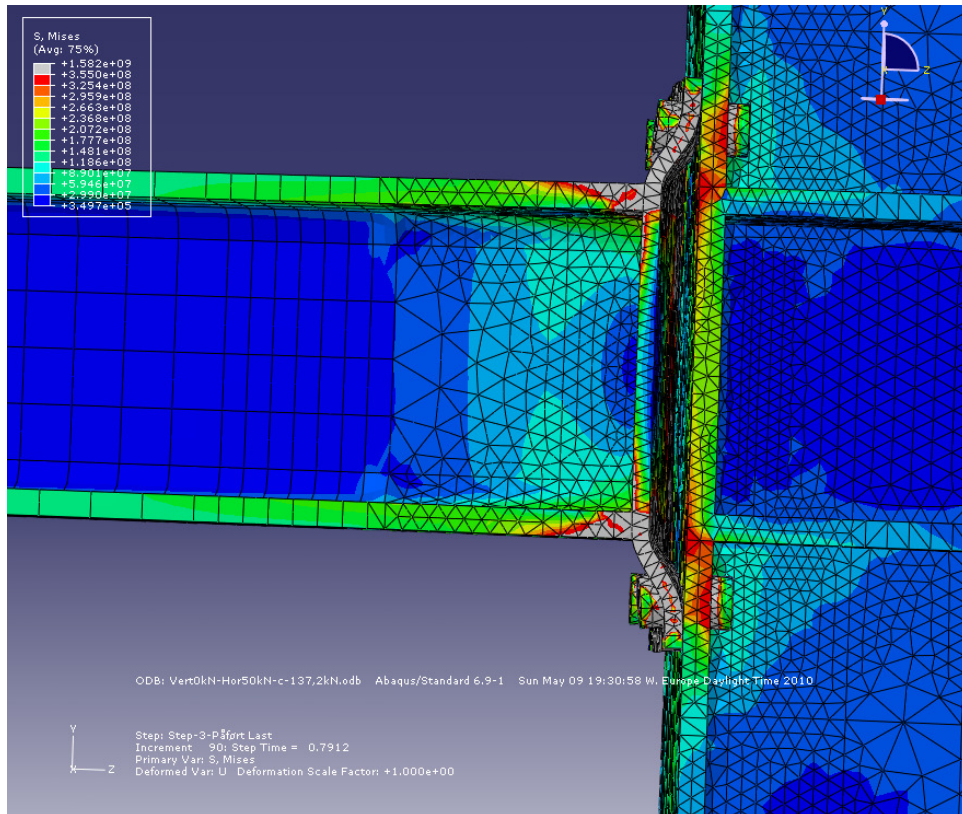 S, Mises
(Avg: 75%)
+1.582e+09
+3.550e+08
+3.254e+08
+2.959e+08
+2.663e+08
+2.368e+08
+2.072e+08
+1.777e+08
+1.481e+08
+1.186e+08
+8.901e+07
+5.946e+07
+2.990e+07
+3.497e+05
Y
X
Z
ODB: Vert0kN-Hor50kN-c-137,2kN.odb Abaqus/Standard 6.9-1 Sun May 09 19:30:58 W. Europe Daylight Time 2010
Y
X
Z
Step: Step-3-Påført Last
Increment 90: Step Time = 0.7912
Primary Var: S, Mises
Deformed Var: U Deformation Scale Factor: +1.000e+00